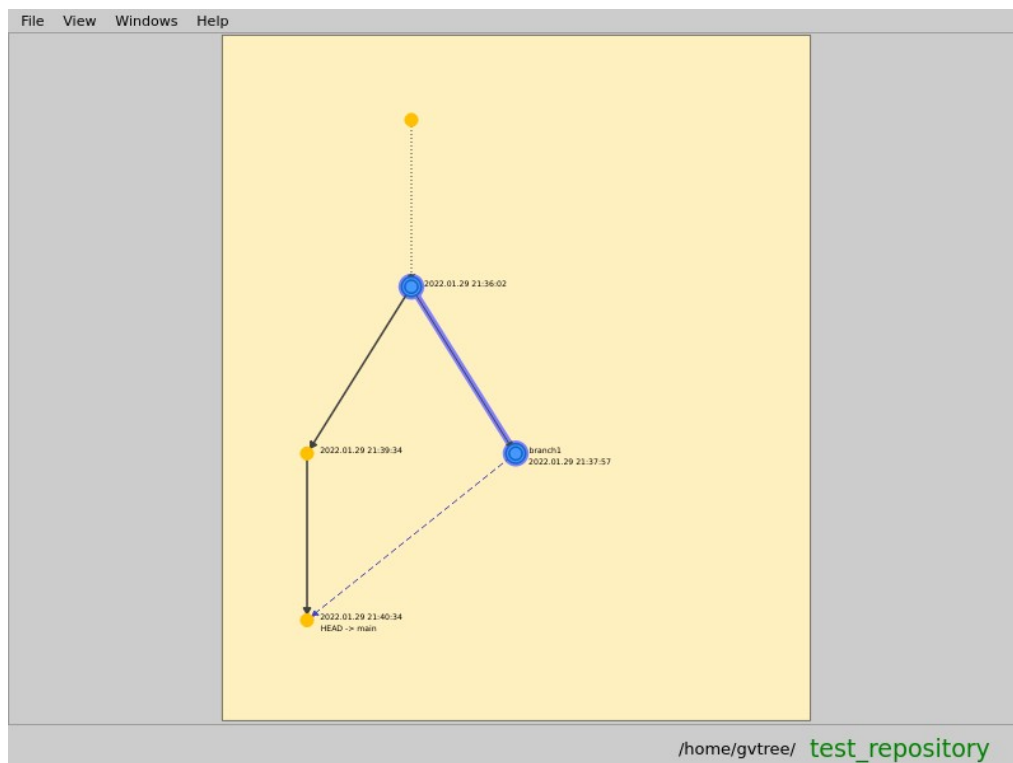 File View Windows Help
2022.01.29 21:36:02
2022.01.29 21:39:34
branch1
2022.01.29 21:37:57
2022.01.29 21:40:34
HEAD -> main
/home/gvtree/ test_repository